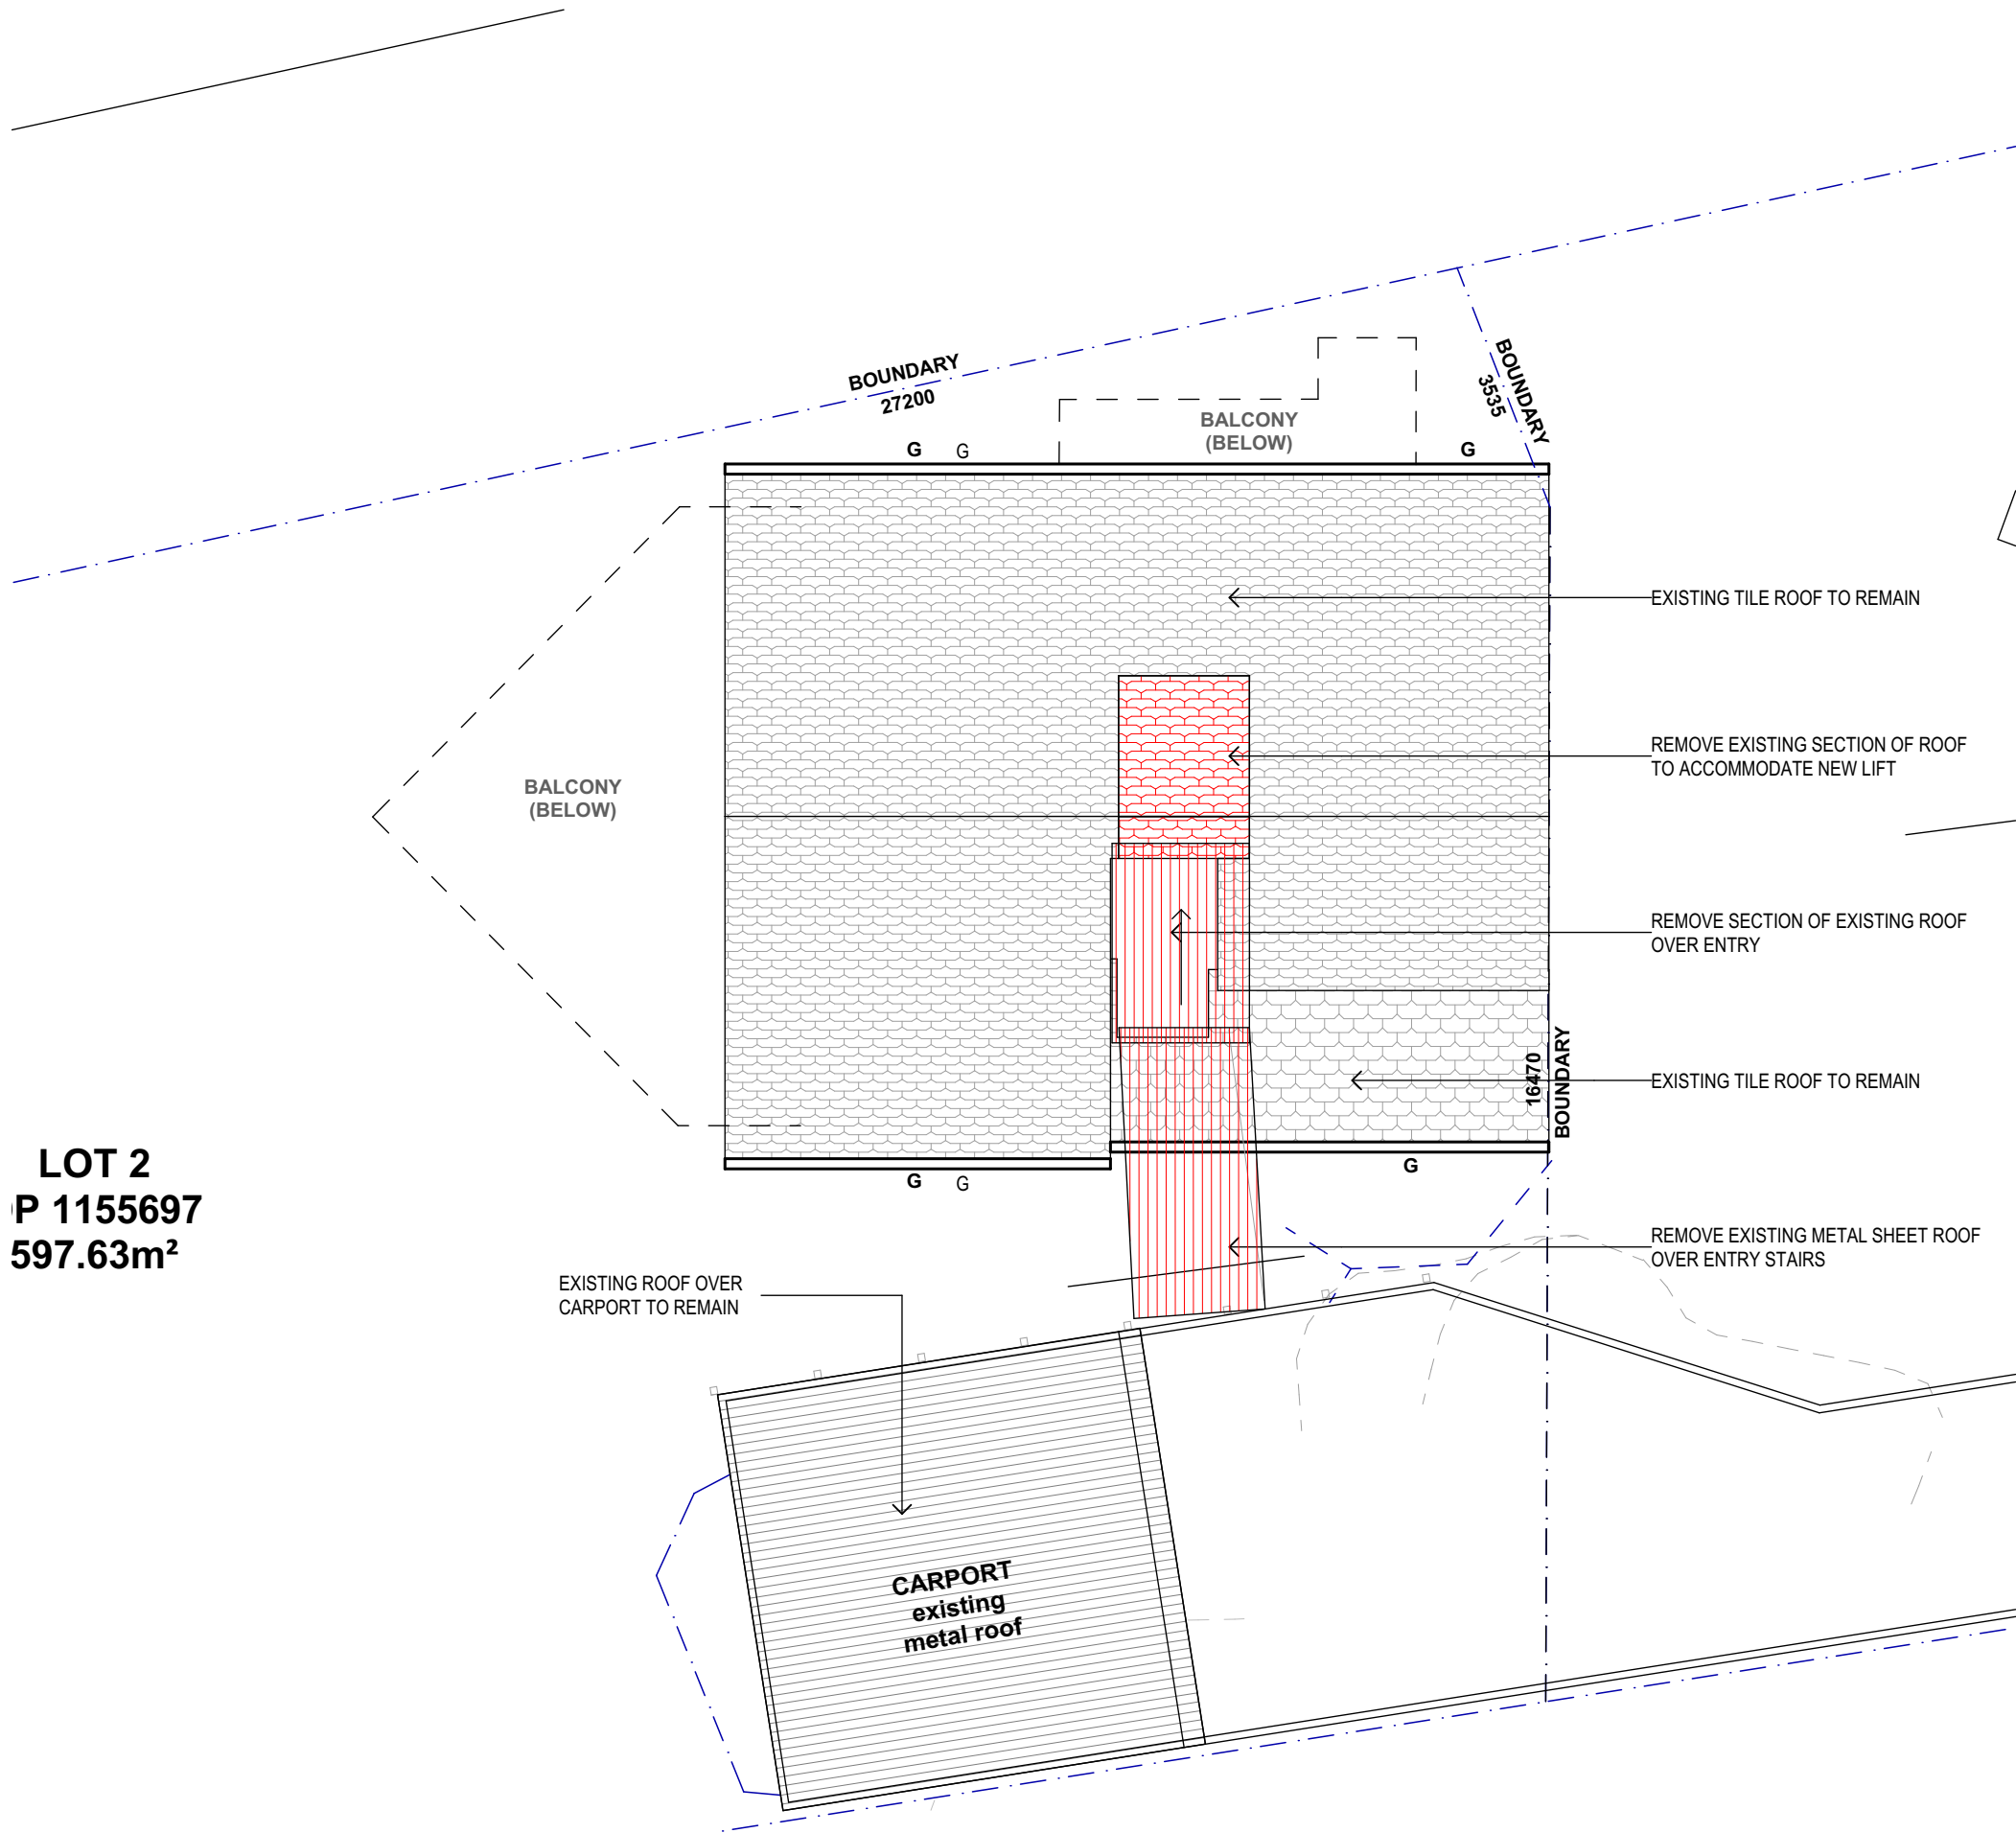 BOUNDARY
27200
BOUNDARY
3535
BALCONY
(BELOW)
G G
G
EXISTING TILE ROOF TO REMAIN
REMOVE EXISTING SECTION OF ROOF
TO ACCOMMODATE NEW LIFT
BALCONY
(BELOW)
REMOVE SECTION OF EXISTING ROOF
OVER ENTRY
16470
BOUNDARY
EXISTING TILE ROOF TO REMAIN
LOT 2
P 1155697
597.63m²
G G
G
REMOVE EXISTING METAL SHEET ROOF
OVER ENTRY STAIRS
EXISTING ROOF OVER
CARPORT TO REMAIN
CARPORT
existing
metal roof